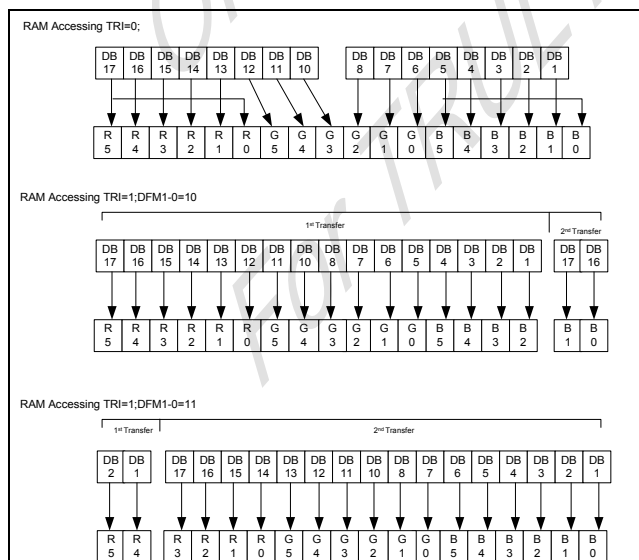 RAM Accessing TRI=0;
DB DB DB DB DB DB DB DB DB DB DB DB DB DB DB DB
17 16 15 14 13 12 11 10 8 7 6 5 4 3 2 1
R R R R R R G G G G G G B B B B B B
5 4 3 2 1 0 5 4 3 2 1 0 5 4 3 2 1 0
RAM Accessing TRI=1;DFM1-0=10
1st Transfer 2nd Transfer
DB DB DB DB DB DB DB DB DB DB DB DB DB DB DB DB DB DB
17 16 15 14 13 12 11 10 8 7 6 5 4 3 2 1 17 16
R R R R R R G G G G G G B B B B B B
5 4 3 2 1 0 5 4 3 2 1 0 5 4 3 2 1 0
RAM Accessing TRI=1;DFM1-0=11
1st Transfer 2nd Transfer
DB DB DB DB DB DB DB DB DB DB DB DB DB DB DB DB DB DB
2 1 17 16 15 14 13 12 11 10 8 7 6 5 4 3 2 1
R R R R R R G G G G G G B B B B B B
5 4 3 2 1 0 5 4 3 2 1 0 5 4 3 2 1 0
For TRUL